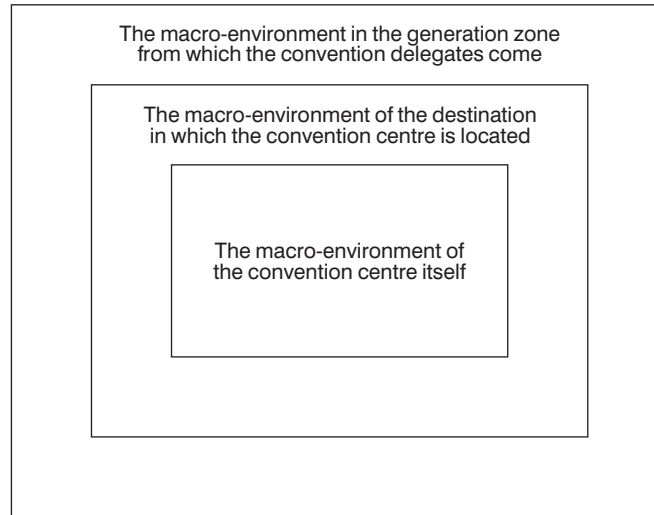 The macro-environment in the generation zone
from which the convention delegates come
The macro-environment of the destination
in which the convention centre is located
The macro-environment of
the convention centre itself